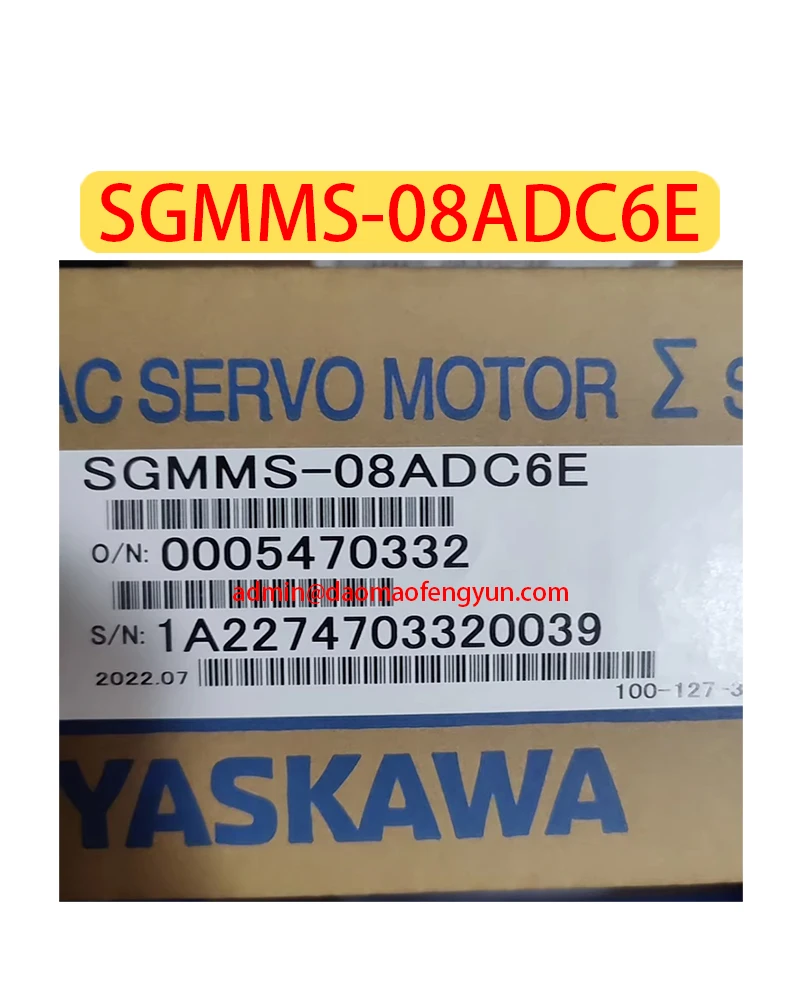 SGMMS-08ADC6E
AC SERVO MOTOR Σ S
SGMMS-08ADC6E
O/N: 0005470332
admin@daomaofengyun.com
S/N: 1A2274703320039
2022.07
100-127-3
YASKAWA